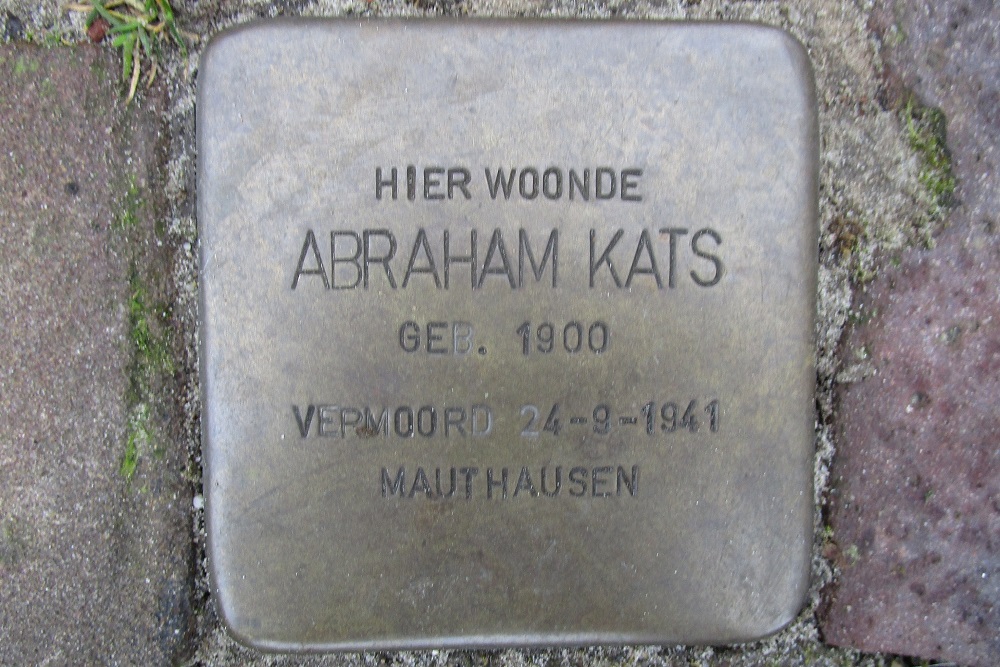 HIER WOONDE
ABRAHAM KATS
GEB. 1900
VERMOORD 24-9-1941
MAUTHAUSEN